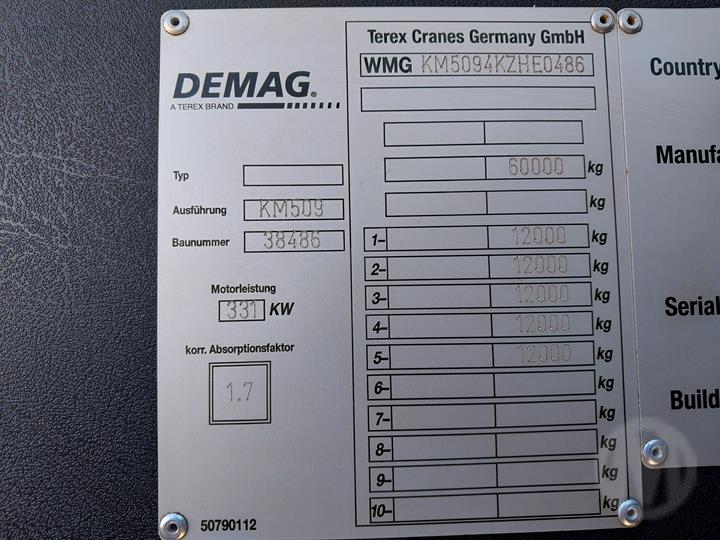 DEMAG®
A TEREX BRAND
Typ
Ausführung KM509
Baunummer 38486
Motorleistung
331 KW
korr. Absorptionsfaktor
1.7
50790112
Terex Cranes Germany GmbH
WMG KM5094KZHE0486
60000 kg
kg
1- 12000 kg
2- 12000 kg
3- 12000 kg
4- 12000 kg
5- 12000 kg
6- kg
7- kg
8- kg
9- kg
10- kg
Country
Manufa
Serial
Build